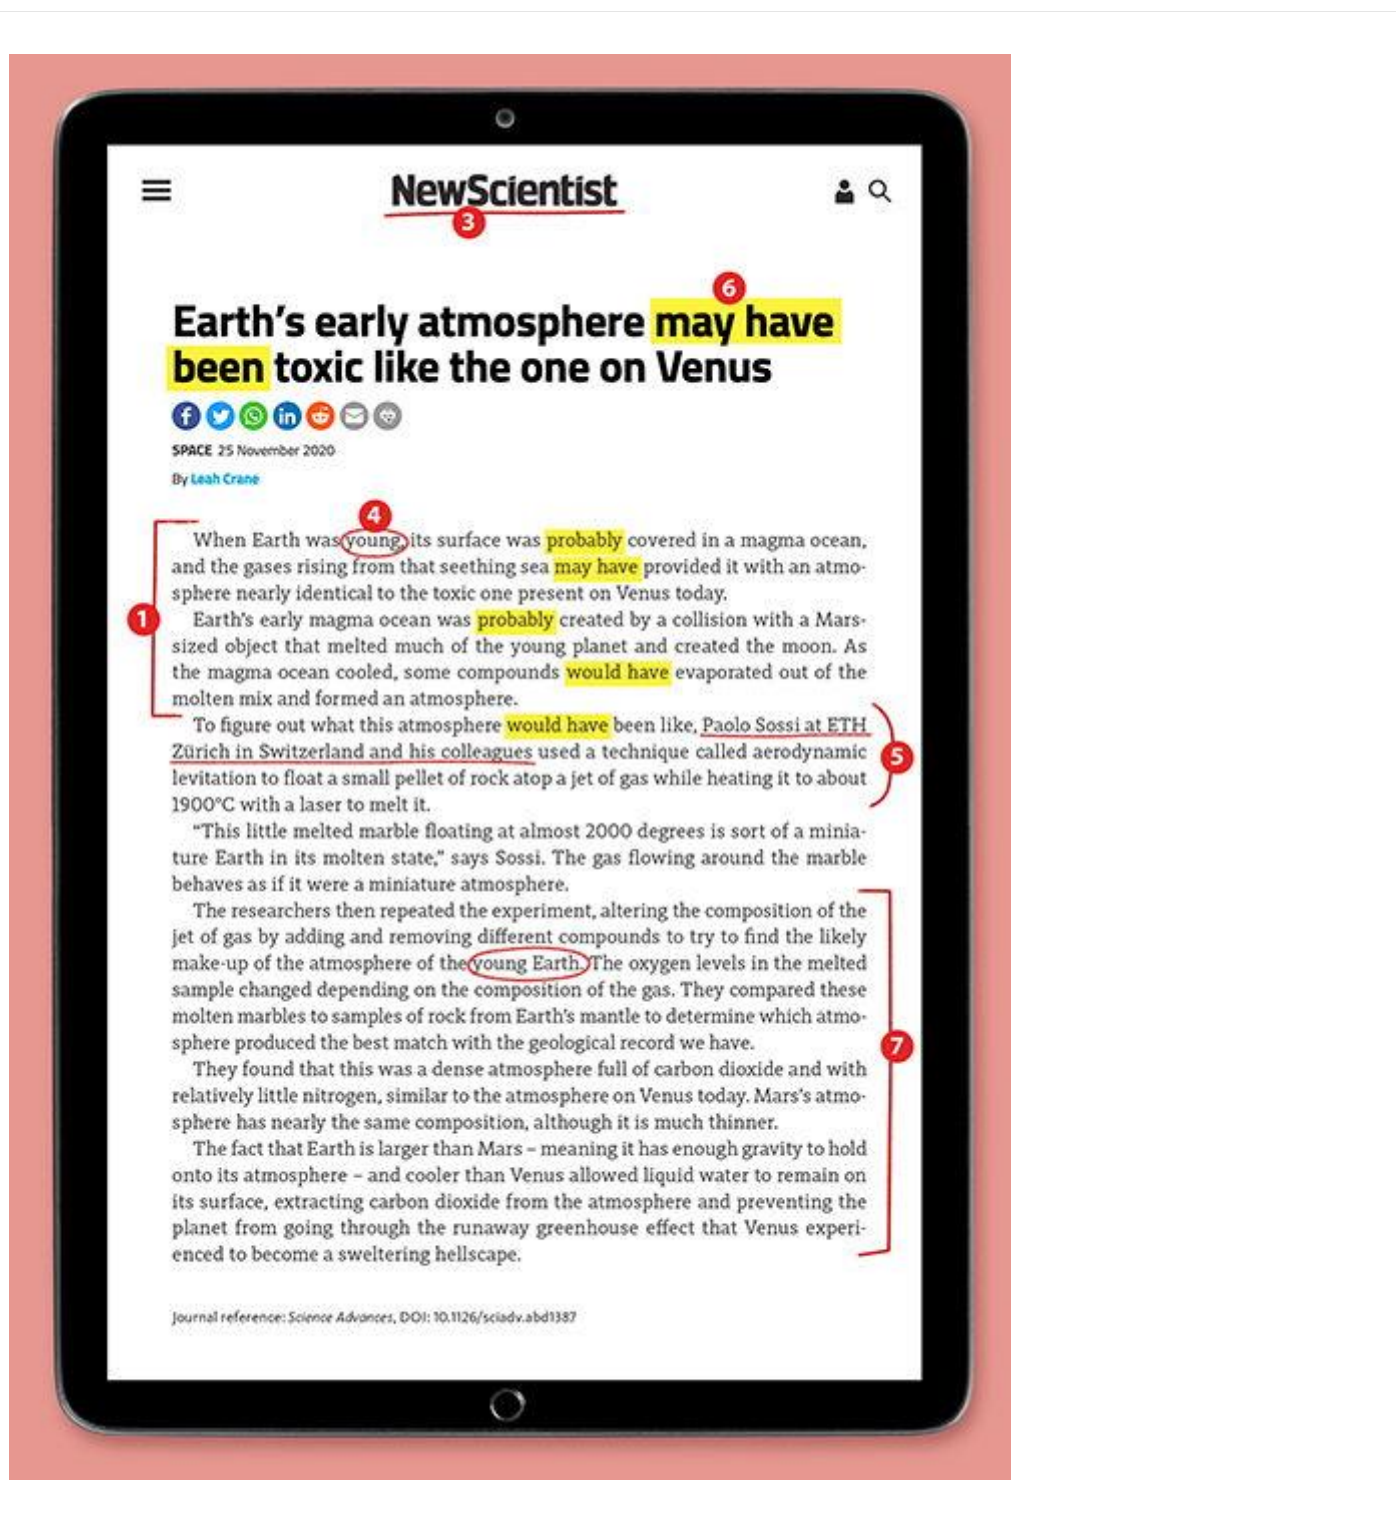 NewScientist
3
6
Earth's early atmosphere may have
been toxic like the one on Venus
SPACE 25 November 2020
By Leah Crane
4
When Earth was young, its surface was probably covered in a magma ocean,
and the gases rising from that seething sea may have provided it with an atmo-
sphere nearly identical to the toxic one present on Venus today.
1
Earth's early magma ocean was probably created by a collision with a Mars-
sized object that melted much of the young planet and created the moon. As
the magma ocean cooled, some compounds would have evaporated out of the
molten mix and formed an atmosphere.
To figure out what this atmosphere would have been like, Paolo Sossi at ETH
Zürich in Switzerland and his colleagues used a technique called aerodynamic
5
levitation to float a small pellet of rock atop a jet of gas while heating it to about
1900°C with a laser to melt it.
“This little melted marble floating at almost 2000 degrees is sort of a minia-
ture Earth in its molten state,” says Sossi. The gas flowing around the marble
behaves as if it were a miniature atmosphere.
The researchers then repeated the experiment, altering the composition of the
jet of gas by adding and removing different compounds to try to find the likely
make-up of the atmosphere of the young Earth. The oxygen levels in the melted
sample changed depending on the composition of the gas. They compared these
molten marbles to samples of rock from Earth's mantle to determine which atmo-
sphere produced the best match with the geological record we have.
7
They found that this was a dense atmosphere full of carbon dioxide and with
relatively little nitrogen, similar to the atmosphere on Venus today. Mars's atmo-
sphere has nearly the same composition, although it is much thinner.
The fact that Earth is larger than Mars – meaning it has enough gravity to hold
onto its atmosphere – and cooler than Venus allowed liquid water to remain on
its surface, extracting carbon dioxide from the atmosphere and preventing the
planet from going through the runaway greenhouse effect that Venus experi-
enced to become a sweltering hellscape.
Journal reference: Science Advances, DOI: 10.1126/sciadv.abd1387